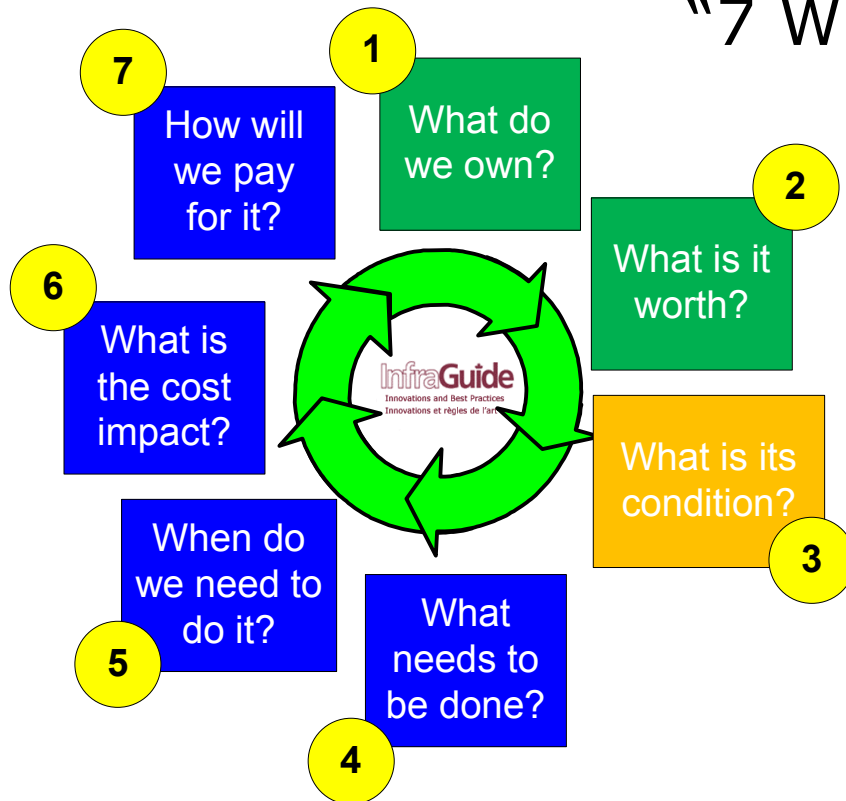 “7 W
1
What do
we own?
2
What is it
worth?
3
What is its
condition?
4
What
needs to
be done?
5
When do
we need to
do it?
6
What is
the cost
impact?
7
How will
we pay
for it?
InfraGuide
Innovations and Best Practices
Innovations et règles de l'art